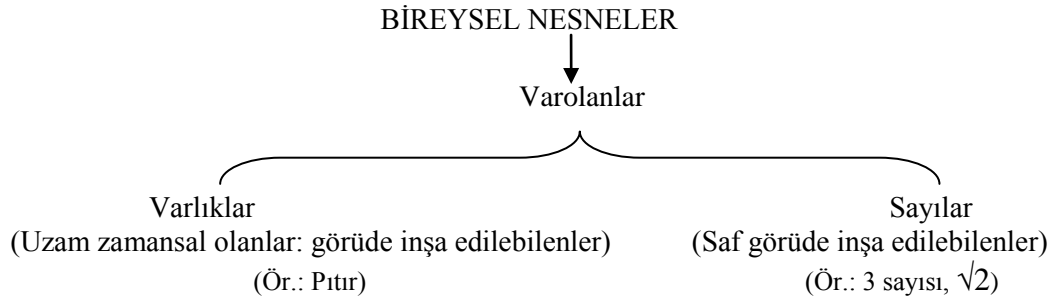 BİREYSEL NESNELER
Varolanlar
Varlıklar
Sayılar
(Uzam zamansal olanlar: görüde inşa edilebilenler)
(Saf görüde inşa edilebilenler)
(Ör.: Pıtır)
(Ör.: 3 sayısı, √2)